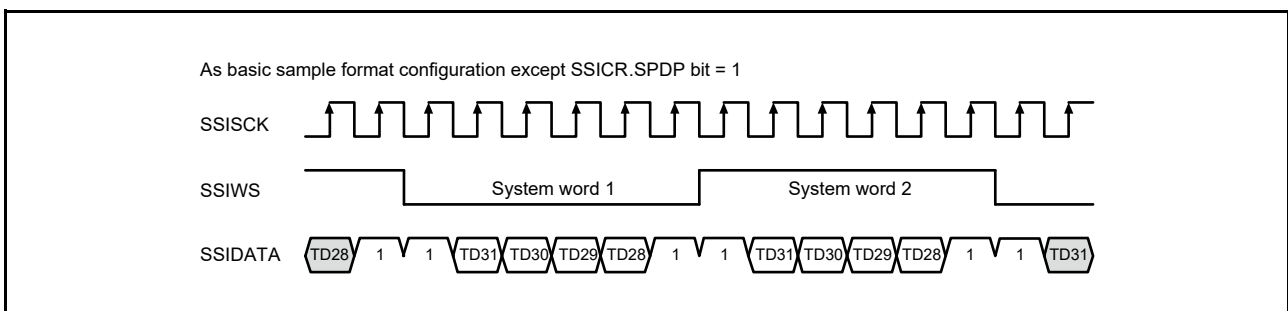 As basic sample format configuration except SSICR.SPDP bit = 1
SSISCK
SSIWS System word 1 System word 2
SSIDATA TD28 1 1 TD31 TD30 TD29 TD28 1 1 TD31 TD30 TD29 TD28 1 1 TD31